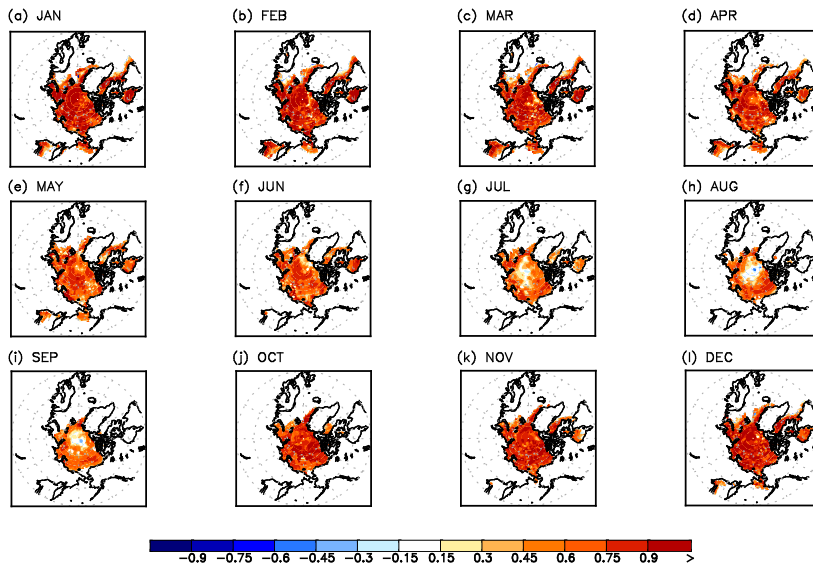 (a) JAN (b) FEB (c) MAR (d) APR
(e) MAY (f) JUN (g) JUL (h) AUG
(i) SEP (j) OCT (k) NOV (l) DEC
-0.9 -0.75 -0.6 -0.45 -0.3 -0.15 0.15 0.3 0.45 0.6 0.75 0.9 >